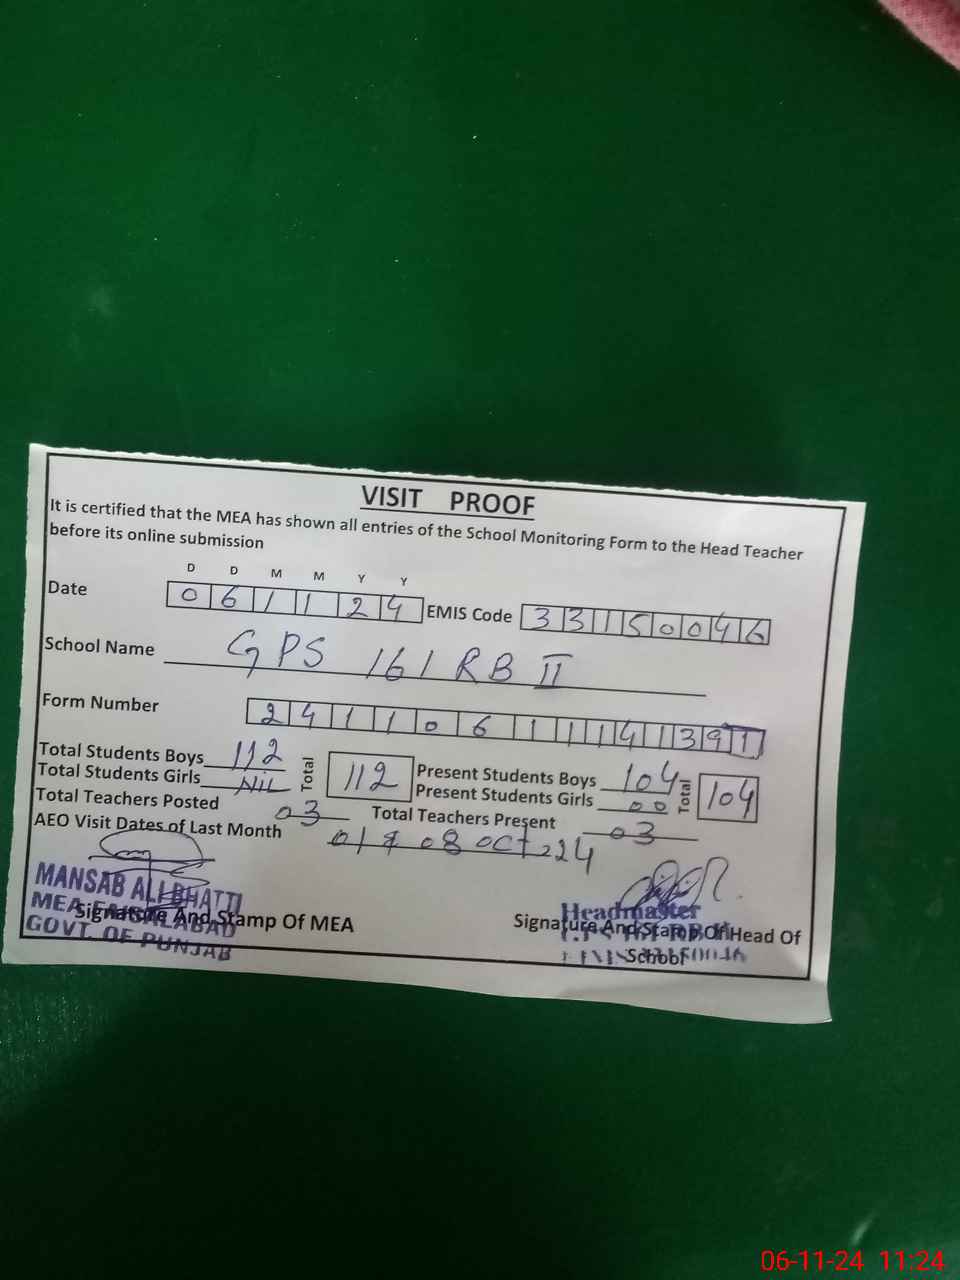 VISIT PROOF
It is certified that the MEA has shown all entries of the School Monitoring Form to the Head Teacher
before its online submission
D D M M Y Y
Date 0 6 1 1 2 4 EMIS Code 3 3 1 5 0 0 4 6
School Name GPS 161 RB II
Form Number 2 4 1 1 0 6 1 1 1 4 1 3 9 1
Total Students Boys 112 Total 112 Present Students Boys 104 Total 104
Total Students Girls NiL Present Students Girls 00
Total Teachers Posted 03 Total Teachers Present 03
AEO Visit Dates of Last Month 01 & 08 Oct 224
MANSAB ALI BHATTI
MEA FAISALABAD
GOVT. OF PUNJAB
Signature And Stamp Of MEA
Headmaster
Signature And Stamp Of Head Of
School
06-11-24 11:24